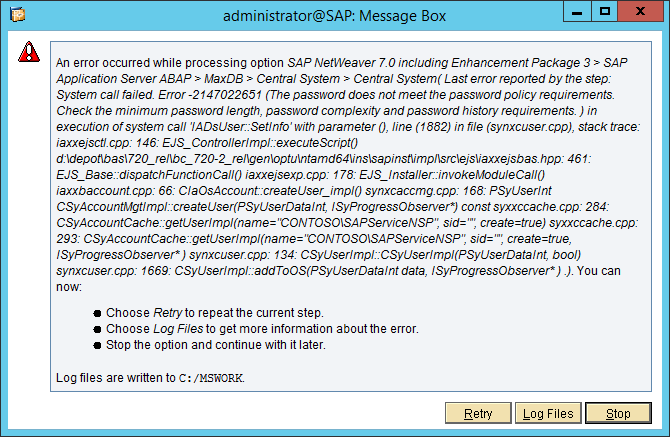 administrator@SAP: Message Box
An error occurred while processing option SAP NetWeaver 7.0 including Enhancement Package 3 > SAP
Application Server ABAP > MaxDB > Central System > Central System( Last error reported by the step:
System call failed. Error -2147022651 (The password does not meet the password policy requirements.
Check the minimum password length, password complexity and password history requirements. ) in
execution of system call 'IADsUser::SetInfo' with parameter (), line (1882) in file (synxcuser.cpp), stack trace:
iaxxejsctl.cpp: 146: EJS_ControllerImpl::executeScript()
d:\depot\bas\720_rel\bc_720-2_rel\gen\optu\ntamd64\ins\sapinst\impl\src\ejs\iaxxejsbas.hpp: 461:
EJS_Base::dispatchFunctionCall() iaxxejsexp.cpp: 178: EJS_Installer::invokeModuleCall()
iaxxbaccount.cpp: 66: CIaOsAccount::createUser_impl() synxcaccmg.cpp: 168: PSyUserInt
CSyAccountMgtImpl::createUser(PSyUserDataInt, ISyProgressObserver*) const syxxccache.cpp: 284:
CSyAccountCache::getUserImpl(name="CONTOSO\SAPServiceNSP", sid="", create=true) syxxccache.cpp:
293: CSyAccountCache::getUserImpl(name="CONTOSO\SAPServiceNSP", sid="", create=true,
ISyProgressObserver* ) synxcuser.cpp: 134: CSyUserImpl::CSyUserImpl(PSyUserDataInt, bool)
synxcuser.cpp: 1669: CSyUserImpl::addToOS(PSyUserDataInt data, ISyProgressObserver* ) .). You can
now:
● Choose Retry to repeat the current step.
● Choose Log Files to get more information about the error.
● Stop the option and continue with it later.
Log files are written to C:/MSWORK.
Retry Log Files Stop